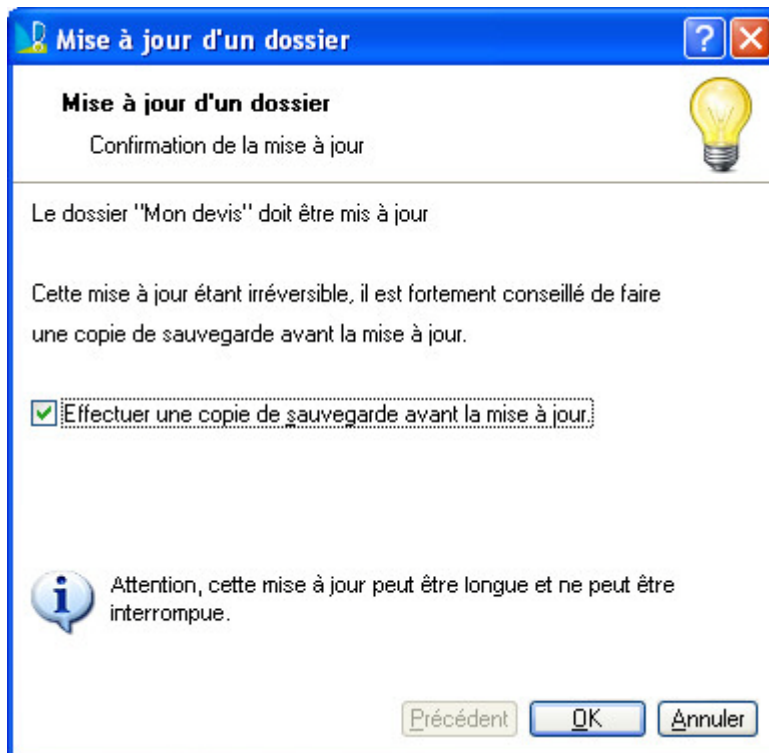 Mise à jour d'un dossier
Mise à jour d'un dossier
Confirmation de la mise à jour
Le dossier "Mon devis" doit être mis à jour
Cette mise à jour étant irréversible, il est fortement conseillé de faire
une copie de sauvegarde avant la mise à jour.
Effectuer une copie de sauvegarde avant la mise à jour.
Attention, cette mise à jour peut être longue et ne peut être
interrompue.
Précédent OK Annuler